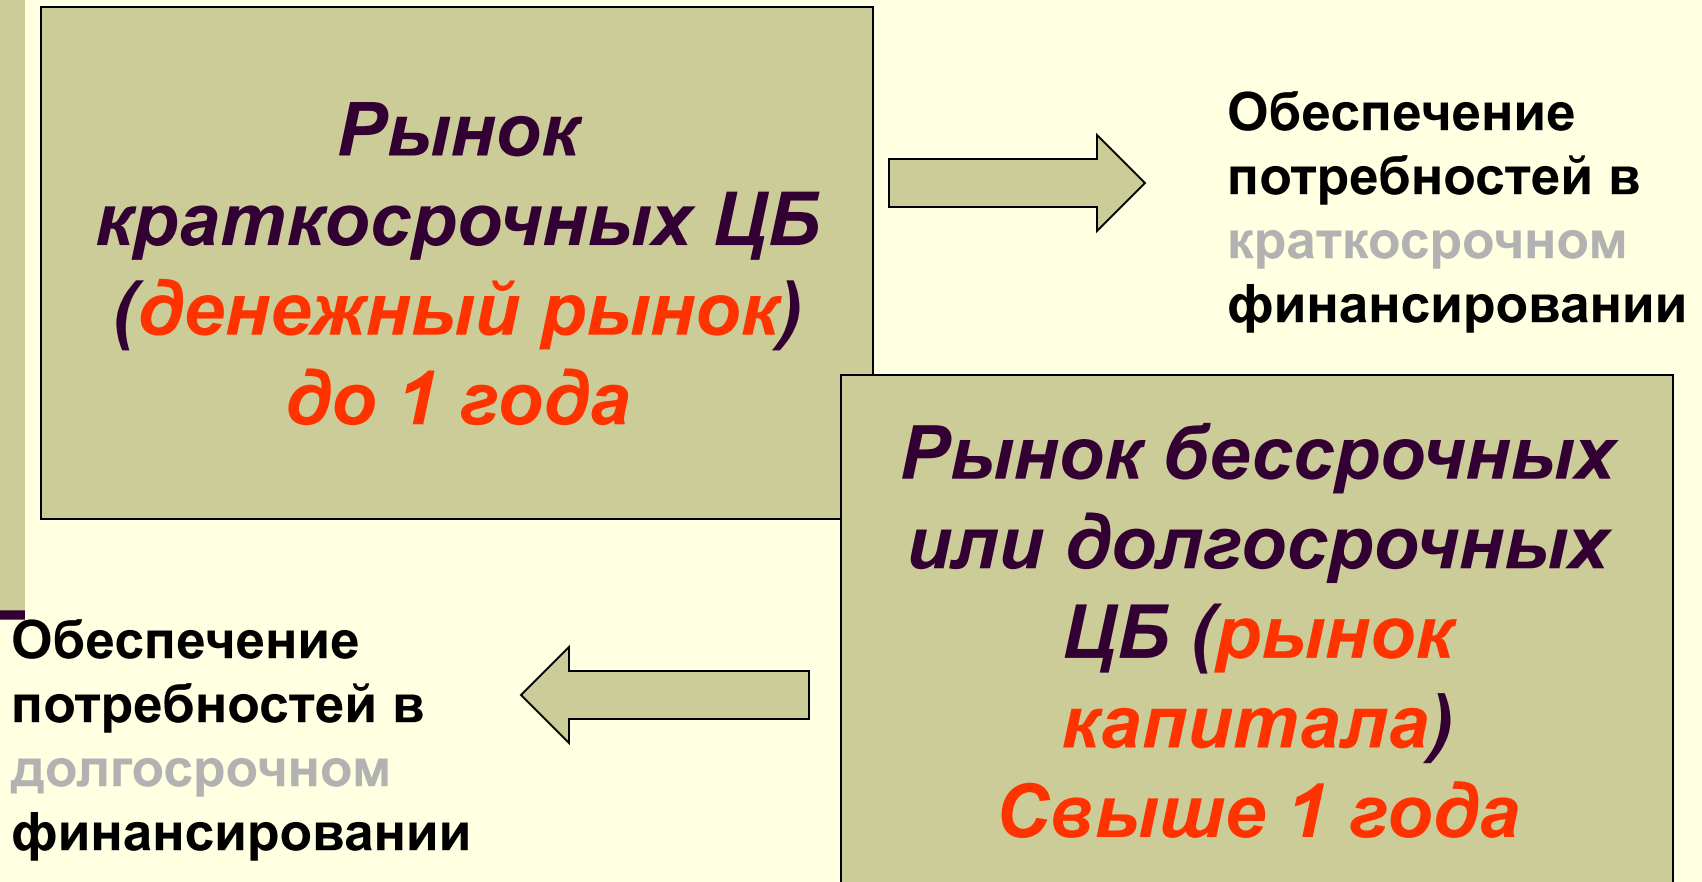 Рынок
краткосрочных ЦБ
(денежный рынок)
до 1 года
Обеспечение
потребностей в
краткосрочном
финансировании
Рынок бессрочных
или долгосрочных
ЦБ (рынок
капитала)
Свыше 1 года
Обеспечение
потребностей в
долгосрочном
финансировании